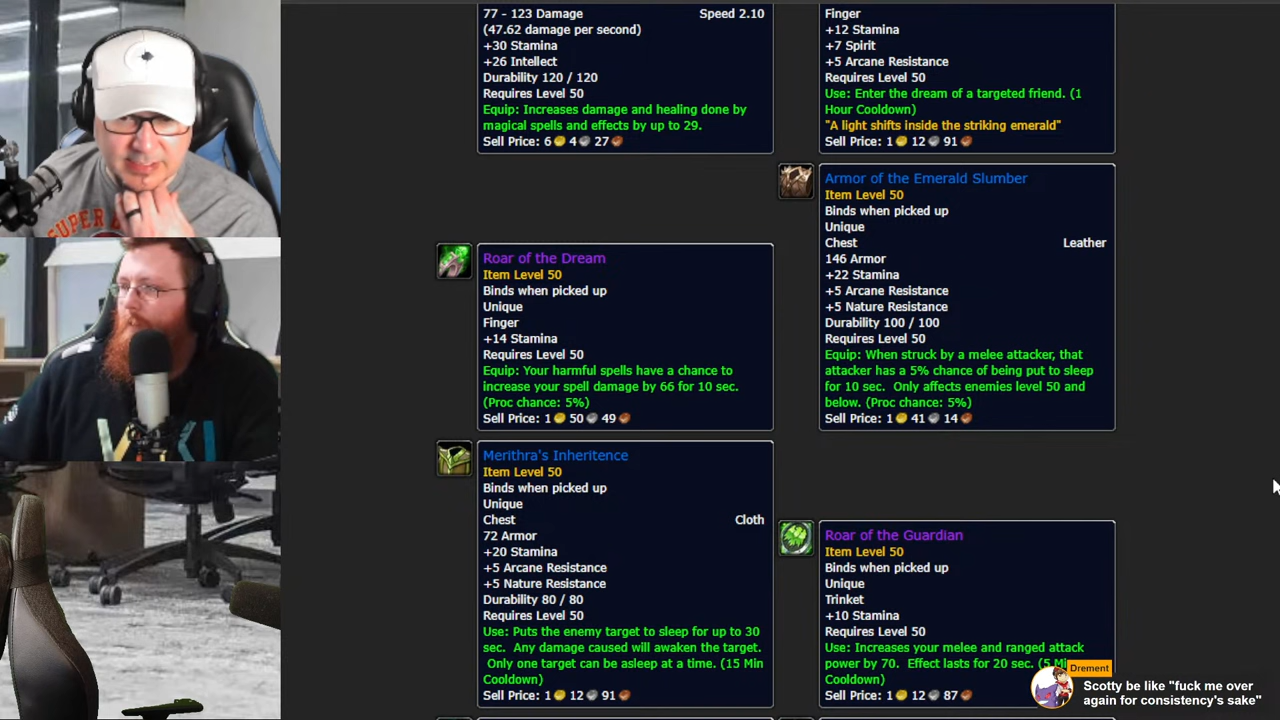 77 - 123 Damage Speed 2.10
(47.62 damage per second)
+30 Stamina
+26 Intellect
Durability 120 / 120
Requires Level 50
Equip: Increases damage and healing done by
magical spells and effects by up to 29.
Sell Price: 6 4 27
Finger
+12 Stamina
+7 Spirit
+5 Arcane Resistance
Requires Level 50
Use: Enter the dream of a targeted friend. (1
Hour Cooldown)
"A light shifts inside the striking emerald"
Sell Price: 1 12 91
Armor of the Emerald Slumber
Item Level 50
Binds when picked up
Unique
Chest Leather
146 Armor
+22 Stamina
+5 Arcane Resistance
+5 Nature Resistance
Durability 100 / 100
Requires Level 50
Equip: When struck by a melee attacker, that
attacker has a 5% chance of being put to sleep
for 10 sec. Only affects enemies level 50 and
below. (Proc chance: 5%)
Sell Price: 1 41 14
Roar of the Dream
Item Level 50
Binds when picked up
Unique
Finger
+14 Stamina
Requires Level 50
Equip: Your harmful spells have a chance to
increase your spell damage by 66 for 10 sec.
(Proc chance: 5%)
Sell Price: 1 50 49
Merithra's Inheritence
Item Level 50
Binds when picked up
Unique
Chest Cloth
72 Armor
+20 Stamina
+5 Arcane Resistance
+5 Nature Resistance
Durability 80 / 80
Requires Level 50
Use: Puts the enemy target to sleep for up to 30
sec. Any damage caused will awaken the target.
Only one target can be asleep at a time. (15 Min
Cooldown)
Sell Price: 1 12 91
Roar of the Guardian
Item Level 50
Binds when picked up
Unique
Trinket
+10 Stamina
Requires Level 50
Use: Increases your melee and ranged attack
power by 70. Effect lasts for 20 sec. (5
Cooldown)
Sell Price: 1 12 87
Drement
Scotty be like "fuck me over
again for consistency's sake"
SUPER